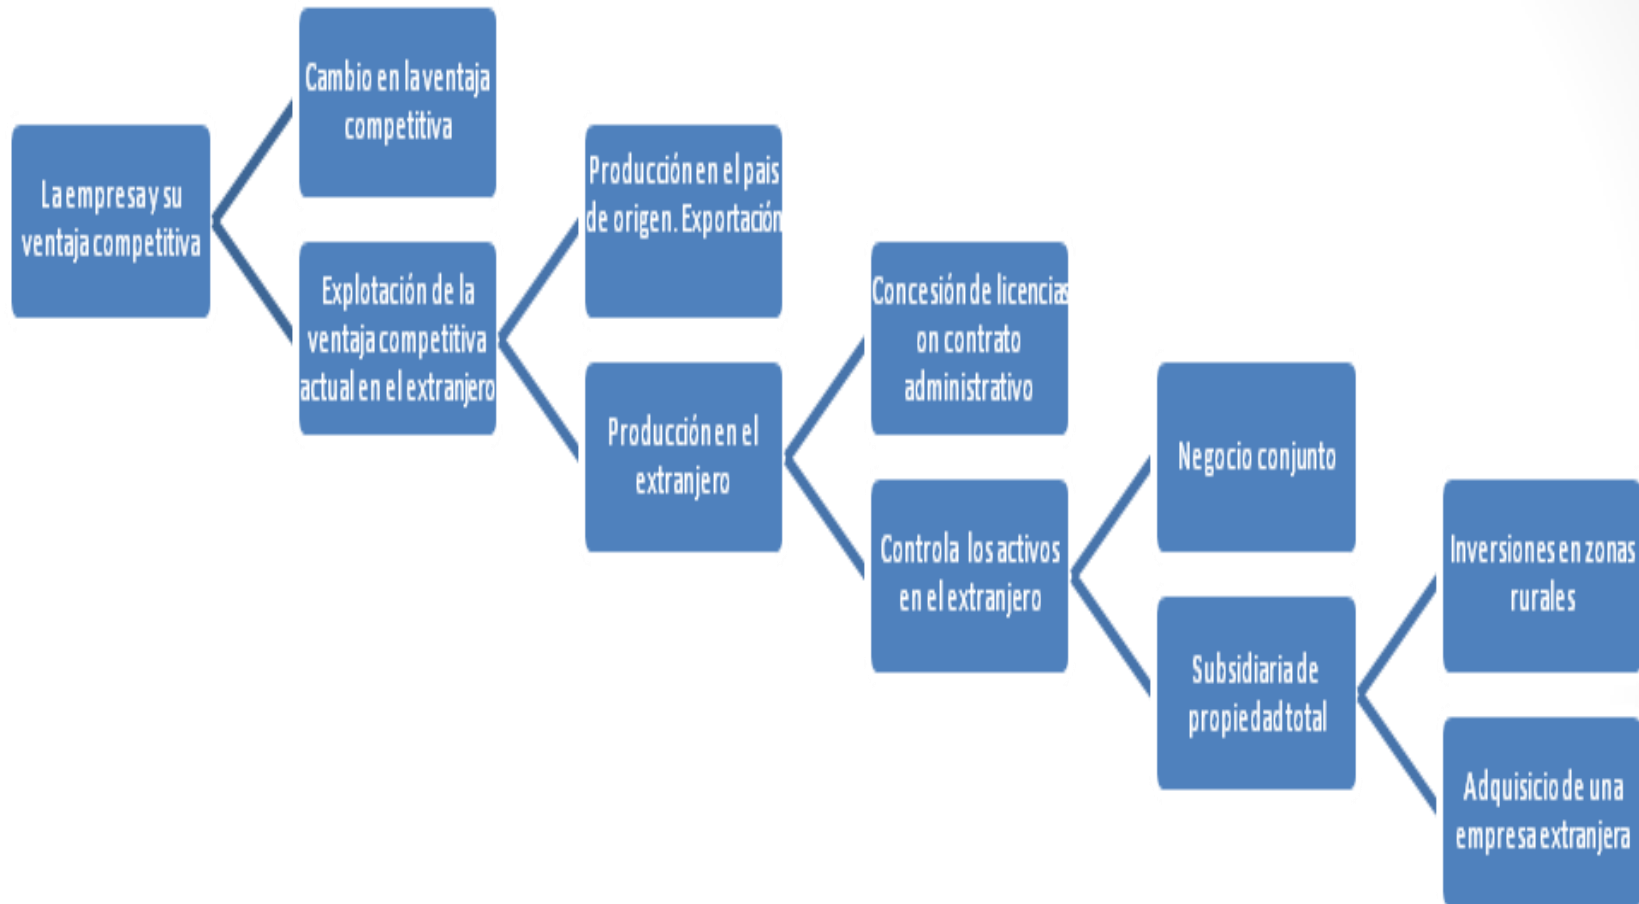 La empresa y su
ventaja competitiva
Cambio en la ventaja
competitiva
Explotación de la
ventaja competitiva
actual en el extranjero
Producción en el pais
de origen. Exportación
Producción en el
extranjero
Concesión de licencias
on contrato
administrativo
Controla los activos
en el extranjero
Negocio conjunto
Subsidiaria de
propiedad total
Inversiones en zonas
rurales
Adquisicio de una
empresa extranjera